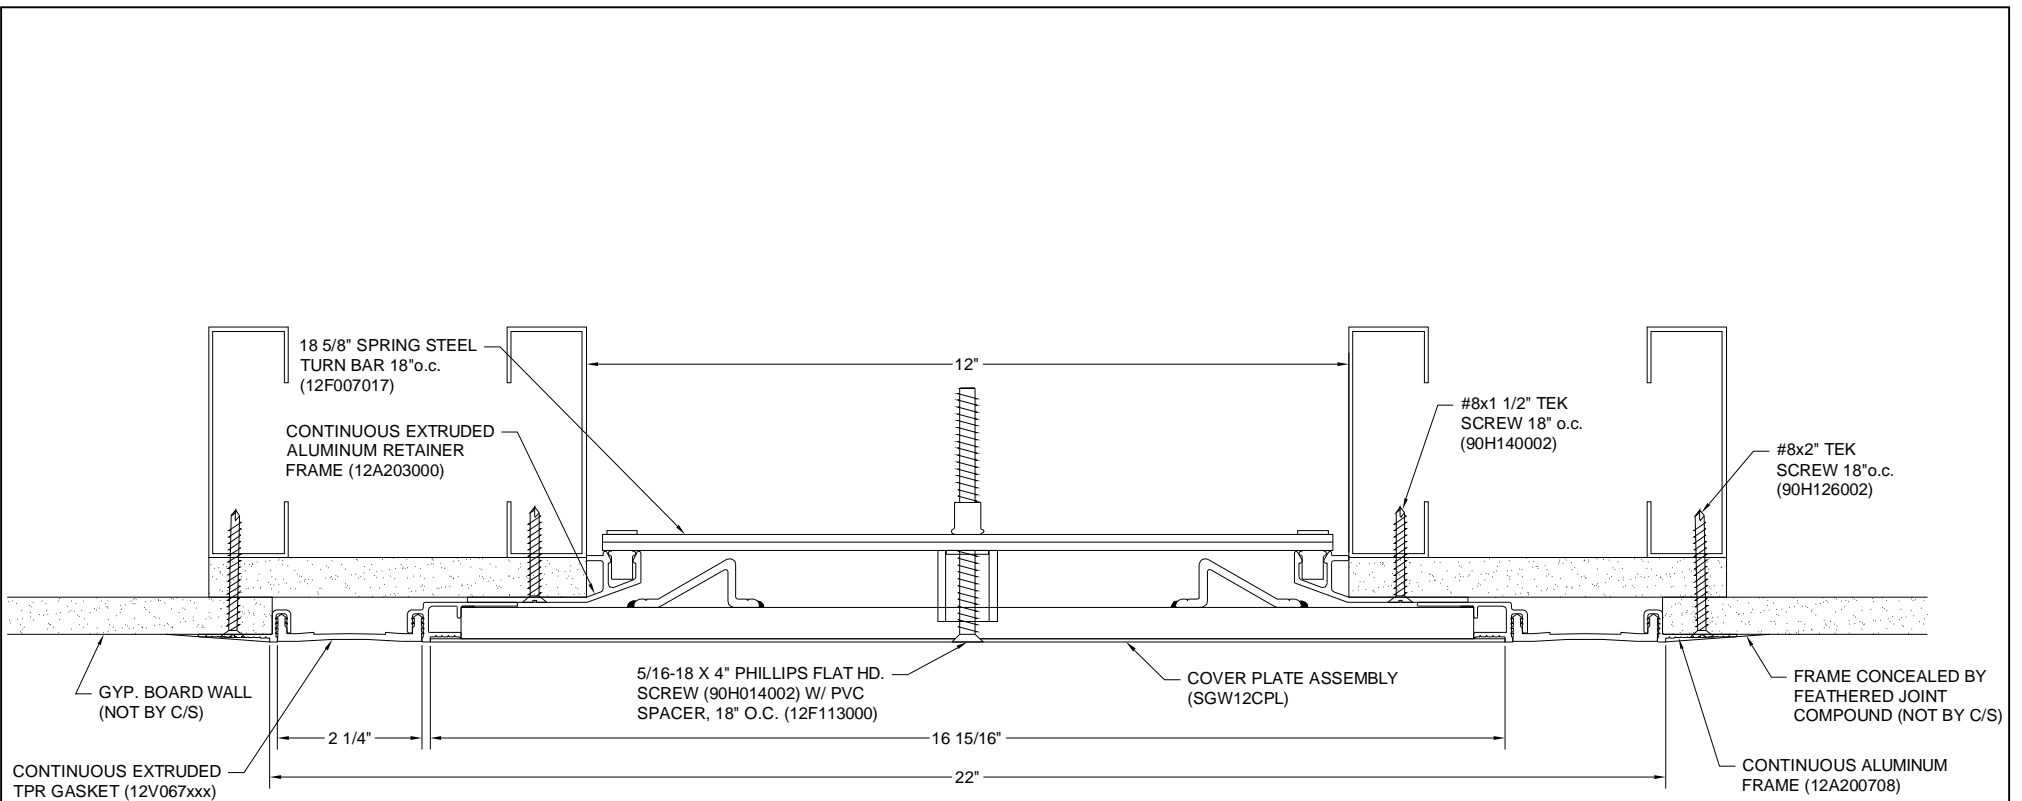 18 5/8" SPRING STEEL
TURN BAR 18"o.c.
(12F007017)
CONTINUOUS EXTRUDED
ALUMINUM RETAINER
FRAME (12A203000)
12"
#8x1 1/2" TEK
SCREW 18" o.c.
(90H140002)
#8x2" TEK
SCREW 18"o.c.
(90H126002)
GYP. BOARD WALL
(NOT BY C/S)
5/16-18 X 4" PHILLIPS FLAT HD.
SCREW (90H014002) W/ PVC
SPACER, 18" O.C. (12F113000)
COVER PLATE ASSEMBLY
(SGW12CPL)
FRAME CONCEALED BY
FEATHERED JOINT
COMPOUND (NOT BY C/S)
2 1/4"
16 15/16"
22"
CONTINUOUS EXTRUDED
TPR GASKET (12V067xxx)
CONTINUOUS ALUMINUM
FRAME (12A200708)